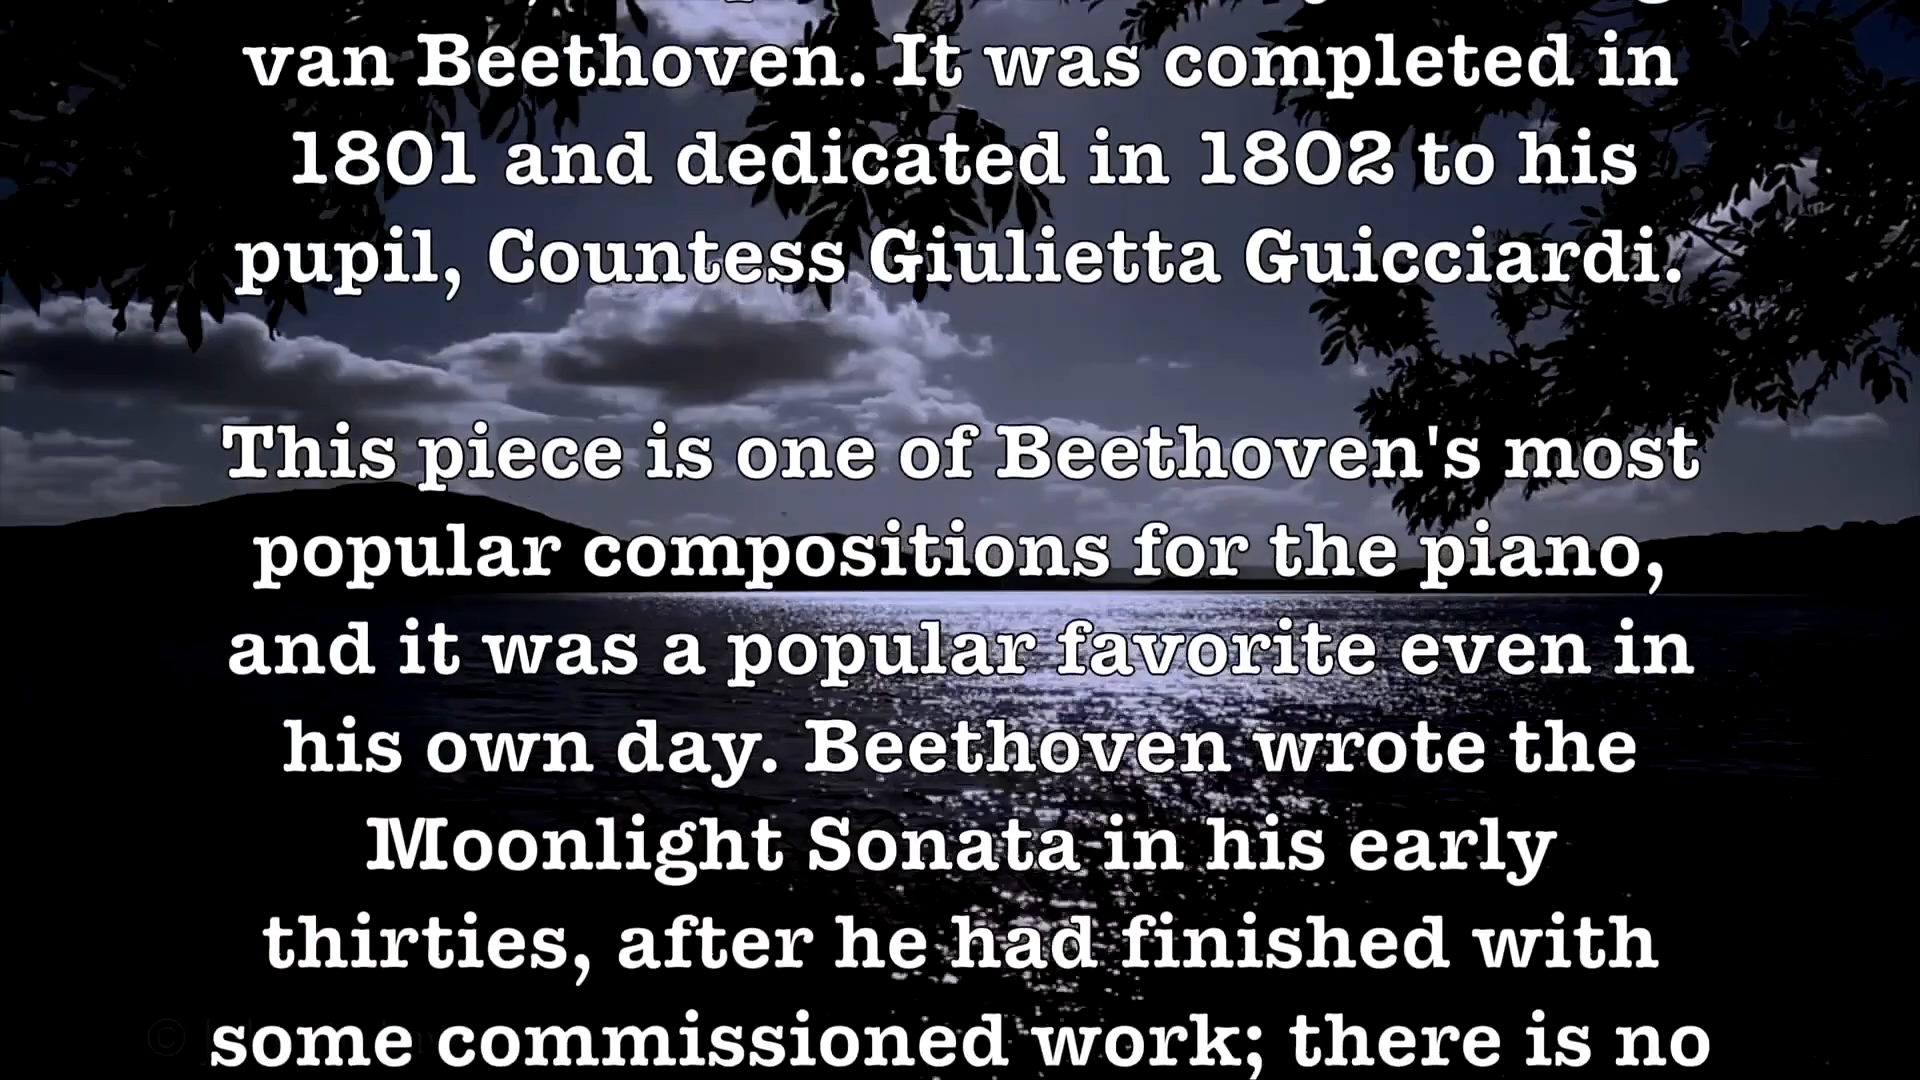 van Beethoven. It was completed in
1801 and dedicated in 1802 to his
pupil, Countess Giulietta Guicciardi.
This piece is one of Beethoven's most
popular compositions for the piano,
and it was a popular favorite even in
his own day. Beethoven wrote the
Moonlight Sonata in his early
thirties, after he had finished with
some commissioned work; there is no